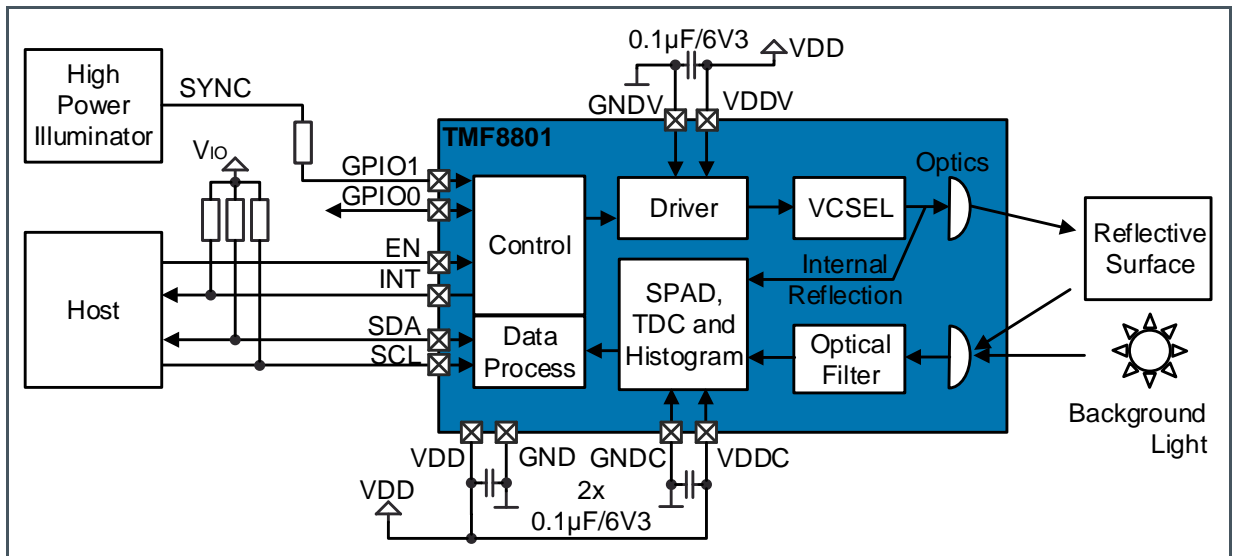 0.1µF/6V3
VDD
High
Power
Illuminator
SYNC
GNDV
VDDV
TMF8801
VIO
GPIO1
GPIO0
Optics
Driver
VCSEL
Reflective
Surface
Control
EN
INT
Internal
Reflection
Host
SPAD,
TDC and
Histogram
SDA
SCL
Data
Process
Optical
Filter
Background
Light
VDD
GND
GNDC
VDDC
VDD
2x
0.1µF/6V3